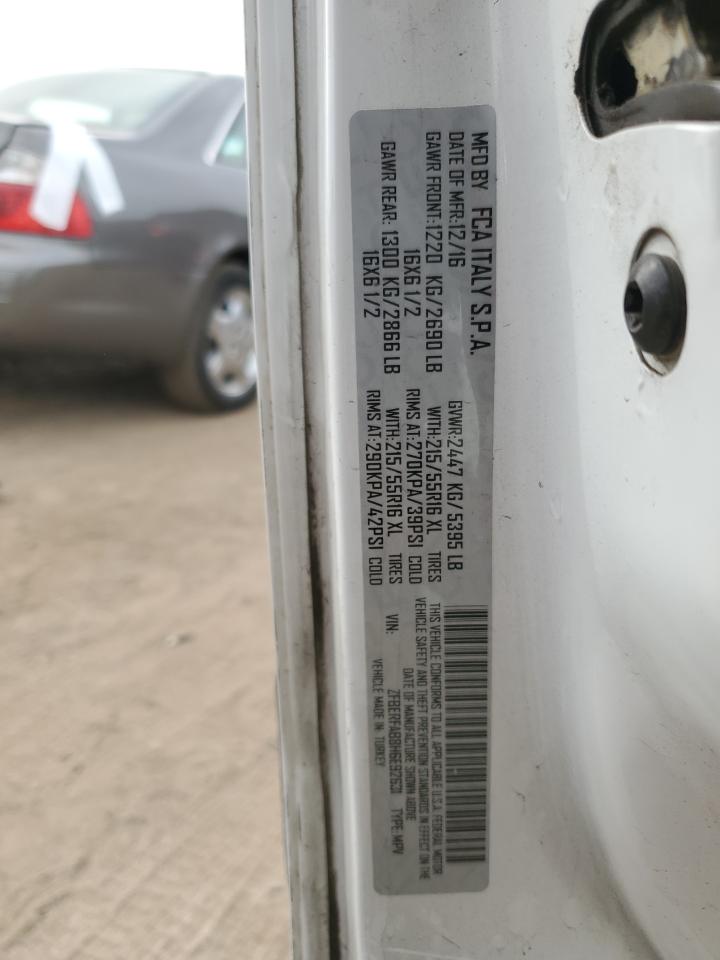 MFD BY FCA ITALY S.P.A.
DATE OF MFR:12/16 GVWR:2447 KG/5395 LB
GAWR FRONT:1220 KG/2690 LB WITH:215/55R16 XL TIRES
16X6 1/2 RIMS AT:270KPA/39PSI COLD
GAWR REAR: 1300 KG/2866 LB WITH:215/55R16 XL TIRES
16X6 1/2 RIMS AT:290KPA/42PSI COLD
THIS VEHICLE CONFORMS TO ALL APPLICABLE U.S.A. FEDERAL MOTOR
VEHICLE SAFETY AND THEFT PREVENTION STANDARDS IN EFFECT ON THE
DATE OF MANUFACTURE SHOWN ABOVE
VIN: ZFBERFAB8H6E92631 TYPE:MPV
VEHICLE MADE IN: TURKEY